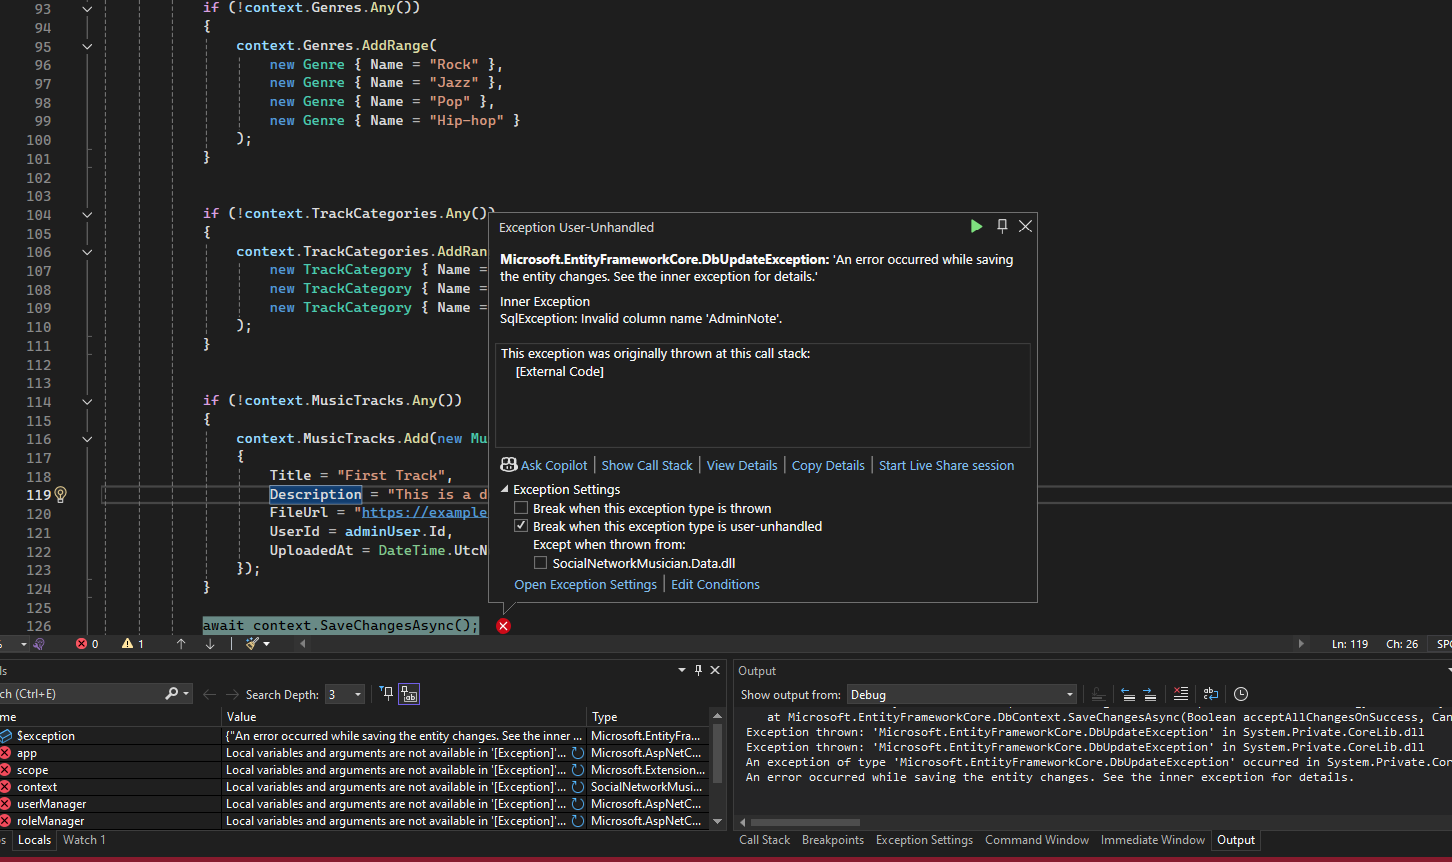 93 if (!context.Genres.Any())
94 {
95 context.Genres.AddRange(
96 new Genre { Name = "Rock" },
97 new Genre { Name = "Jazz" },
98 new Genre { Name = "Pop" },
99 new Genre { Name = "Hip-hop" }
100 );
101 }
102
103
104 if (!context.TrackCategories.Any())
105 {
106 context.TrackCategories.AddRan
107 new TrackCategory { Name =
108 new TrackCategory { Name =
109 new TrackCategory { Name =
110 );
111 }
112
113
114 if (!context.MusicTracks.Any())
115 {
116 context.MusicTracks.Add(new Mu
117 {
118 Title = "First Track",
119 Description = "This is a d
120 FileUrl = "https://example
121 UserId = adminUser.Id,
122 UploadedAt = DateTime.UtcN
123 });
124 }
125
126 await context.SaveChangesAsync();
Exception User-Unhandled
Microsoft.EntityFrameworkCore.DbUpdateException: 'An error occurred while saving
the entity changes. See the inner exception for details.'
Inner Exception
SqlException: Invalid column name 'AdminNote'.
This exception was originally thrown at this call stack:
[External Code]
Ask Copilot | Show Call Stack | View Details | Copy Details | Start Live Share session
Exception Settings
Break when this exception type is thrown
Break when this exception type is user-unhandled
Except when thrown from:
SocialNetworkMusician.Data.dll
Open Exception Settings | Edit Conditions
0 1 Ln: 119 Ch: 26 SPC
ls
ch (Ctrl+E) Search Depth: 3
me Value Type
$exception {"An error occurred while saving the entity changes. See the inner ... Microsoft.EntityFra...
app Local variables and arguments are not available in '[Exception]'... Microsoft.AspNetC...
scope Local variables and arguments are not available in '[Exception]'... Microsoft.Extension...
context Local variables and arguments are not available in '[Exception]'... SocialNetworkMusi...
userManager Local variables and arguments are not available in '[Exception]'... Microsoft.AspNetC...
roleManager Local variables and arguments are not available in '[Exception]'... Microsoft.AspNetC...
s Locals Watch 1
Output
Show output from: Debug
at Microsoft.EntityFrameworkCore.DbContext.SaveChangesAsync(Boolean acceptAllChangesOnSuccess, Can
Exception thrown: 'Microsoft.EntityFrameworkCore.DbUpdateException' in System.Private.CoreLib.dll
Exception thrown: 'Microsoft.EntityFrameworkCore.DbUpdateException' in System.Private.CoreLib.dll
An exception of type 'Microsoft.EntityFrameworkCore.DbUpdateException' occurred in System.Private.Cor
An error occurred while saving the entity changes. See the inner exception for details.
Call Stack Breakpoints Exception Settings Command Window Immediate Window Output